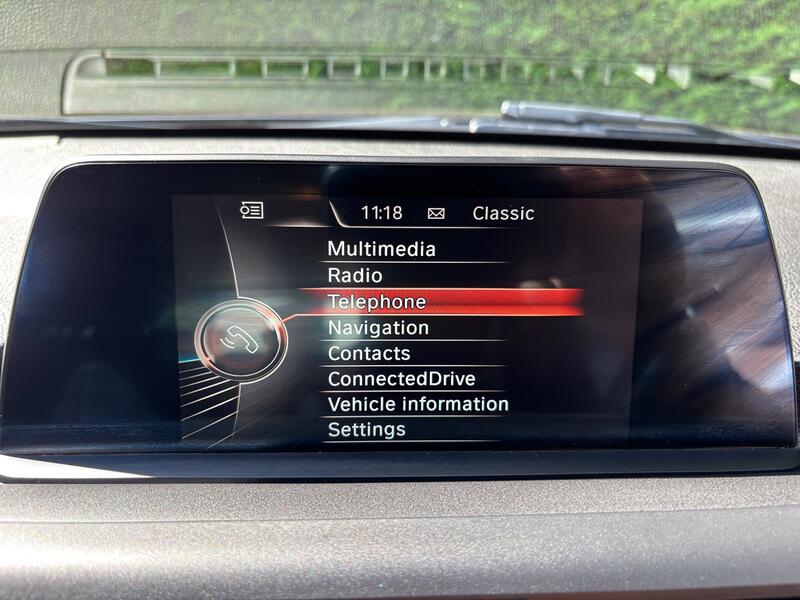 11:18 Classic
Multimedia
Radio
Telephone
Navigation
Contacts
ConnectedDrive
Vehicle information
Settings